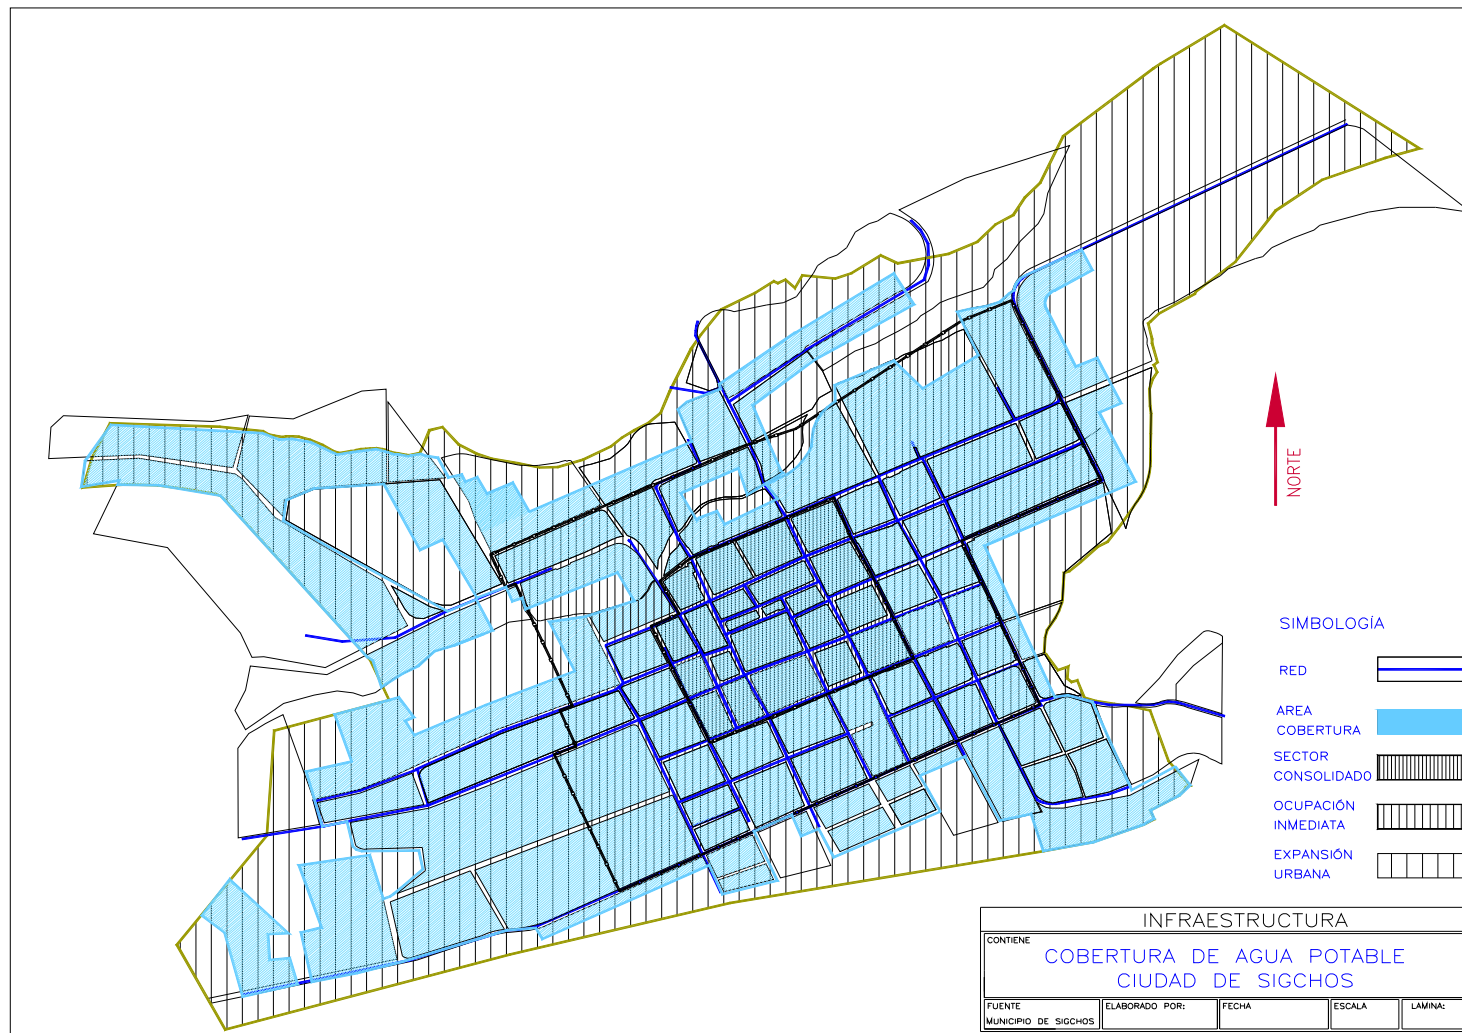 NORTE
SIMBOLOGÍA
RED
AREA
COBERTURA
SECTOR
CONSOLIDADO
OCUPACIÓN
INMEDIATA
EXPANSIÓN
URBANA
INFRAESTRUCTURA
CONTIENE
COBERTURA DE AGUA POTABLE
CIUDAD DE SIGCHOS
FUENTE
MUNICIPIO DE SIGCHOS
ELABORADO POR:
FECHA
ESCALA
LAMINA: